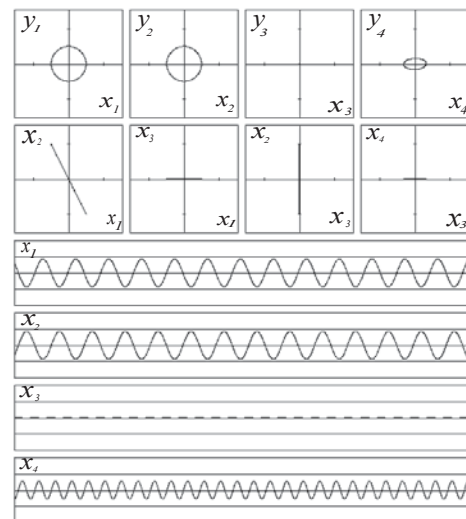 y1 y2 y3 y4
x1 x2 x3 x4
x2 x3 x2 x4
x1 x1 x3 x3
x1
x2
x3
x4